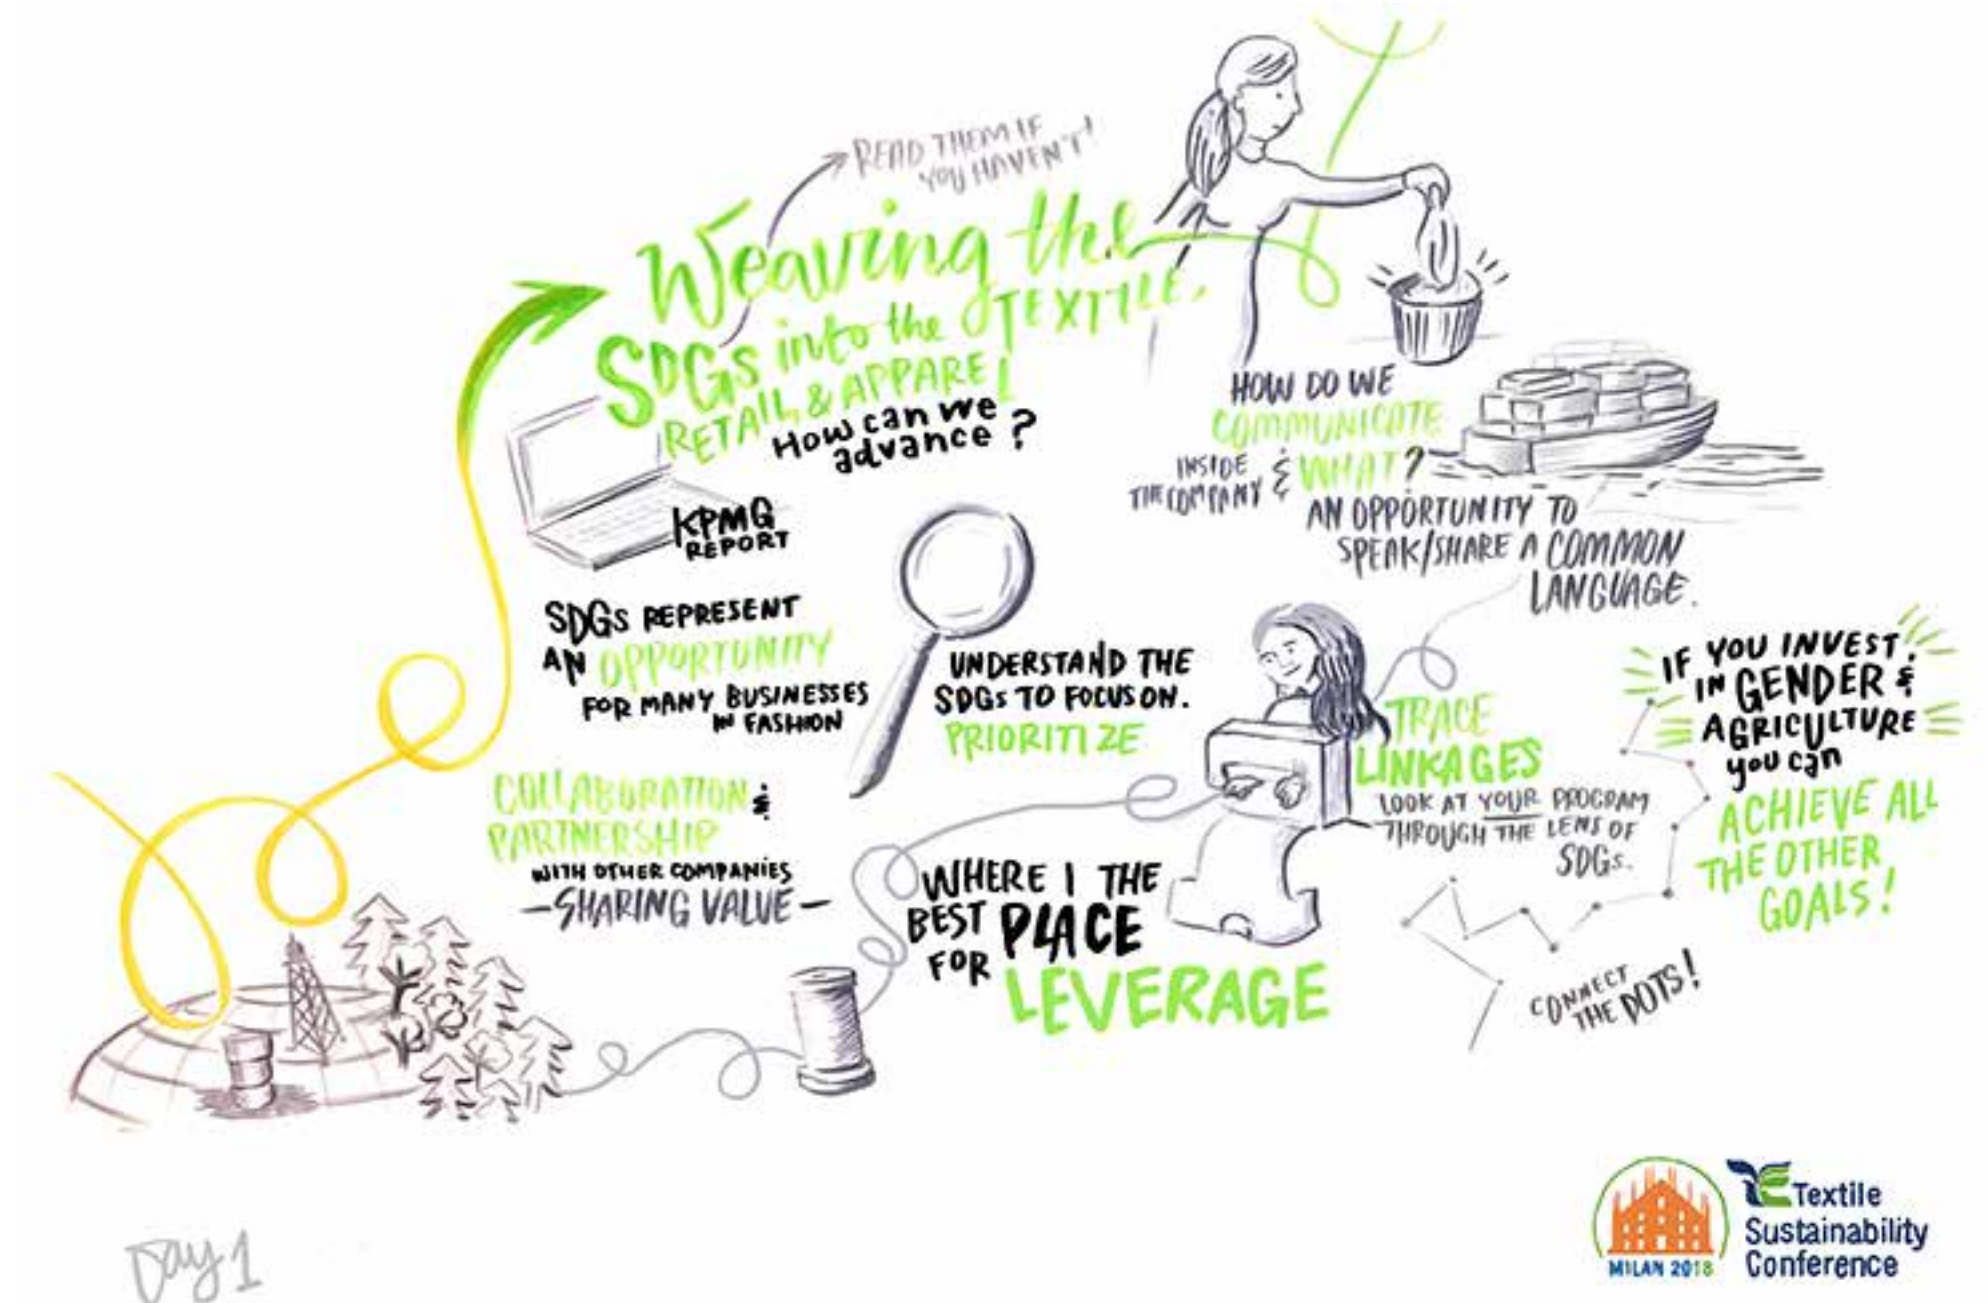 READ THEM IF
YOU HAVEN'T!
Weaving the
SDGs into the TEXTILE,
RETAIL & APPAREL
How can we
advance?
KPMG
REPORT
SDGs REPRESENT
AN OPPORTUNITY
FOR MANY BUSINESSES
IN FASHION
COLLABORATION &
PARTNERSHIP
WITH OTHER COMPANIES
- SHARING VALUE -
UNDERSTAND THE
SDGs TO FOCUS ON.
PRIORITIZE
WHERE I THE
BEST PLACE
FOR LEVERAGE
HOW DO WE
COMMUNICATE
INSIDE
THE COMPANY & WHAT?
AN OPPORTUNITY TO
SPEAK/SHARE A COMMON
LANGUAGE.
TRACE
LINKAGES
LOOK AT YOUR PROGRAM
THROUGH THE LENS OF
SDGs.
IF YOU INVEST
IN GENDER &
AGRICULTURE
you can
ACHIEVE ALL
THE OTHER
GOALS!
CONNECT
THE DOTS!
Day 1
MILAN 2018
TE
Textile
Sustainability
Conference